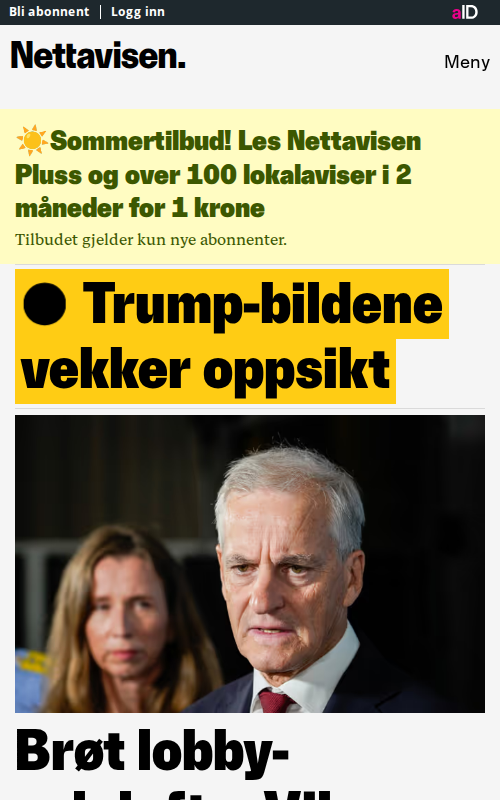 Bli abonnent | Logg inn
aID
Nettavisen.
Meny
☀️Sommertilbud! Les Nettavisen
Pluss og over 100 lokalaviser i 2
måneder for 1 krone
Tilbudet gjelder kun nye abonnenter.
● Trump-bildene
vekker oppsikt
Brøt lobby-